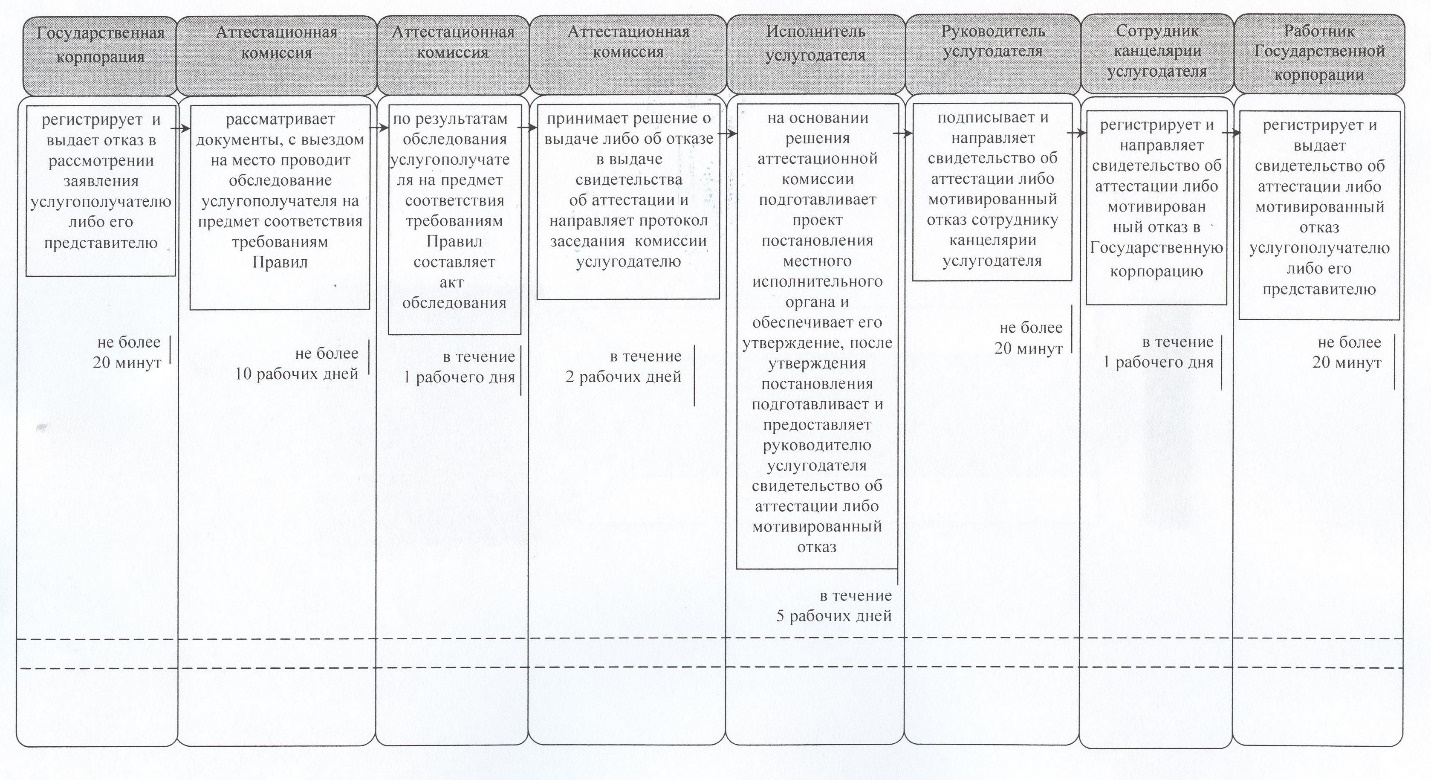 Государственная
корпорация
регистрирует и
выдает отказ в
рассмотрении
заявления
услугополучателю
либо его
представителю
не более
20 минут
Аттестационная
комиссия
рассматривает
документы, с выездом
на место проводит
обследование
услугополучателя на
предмет соответствия
требованиям
Правил
не более
10 рабочих дней
Аттестационная
комиссия
по результатам
обследования
услугополучате
ля на предмет
соответствия
требованиям
Правил
составляет
акт
обследования
в течение
1 рабочего дня
Аттестационная
комиссия
принимает решение о
выдаче либо об отказе
в выдаче
свидетельства
об аттестации и
направляет протокол
заседания комиссии
услугодателю
в течение
2 рабочих дней
Исполнитель
услугодателя
на основании
решения
аттестационной
комиссии
подготавливает
проект
постановления
местного
исполнительного
органа и
обеспечивает его
утверждение, после
утверждения
постановления
подготавливает и
предоставляет
руководителю
услугодателя
свидетельство об
аттестации либо
мотивированный
отказ
в течение
5 рабочих дней
Руководитель
услугодателя
подписывает и
направляет
свидетельство об
аттестации либо
мотивированный
отказ сотруднику
канцелярии
услугодателя
не более
20 минут
Сотрудник
канцелярии
услугодателя
регистрирует и
направляет
свидетельство об
аттестации либо
мотивирован
ный отказ в
Государственную
корпорацию
в течение
1 рабочего дня
Работник
Государственной
корпорации
регистрирует и
выдает
свидетельство об
аттестации либо
мотивированный
отказ
услугополучателю
либо его
представителю
не более
20 минут